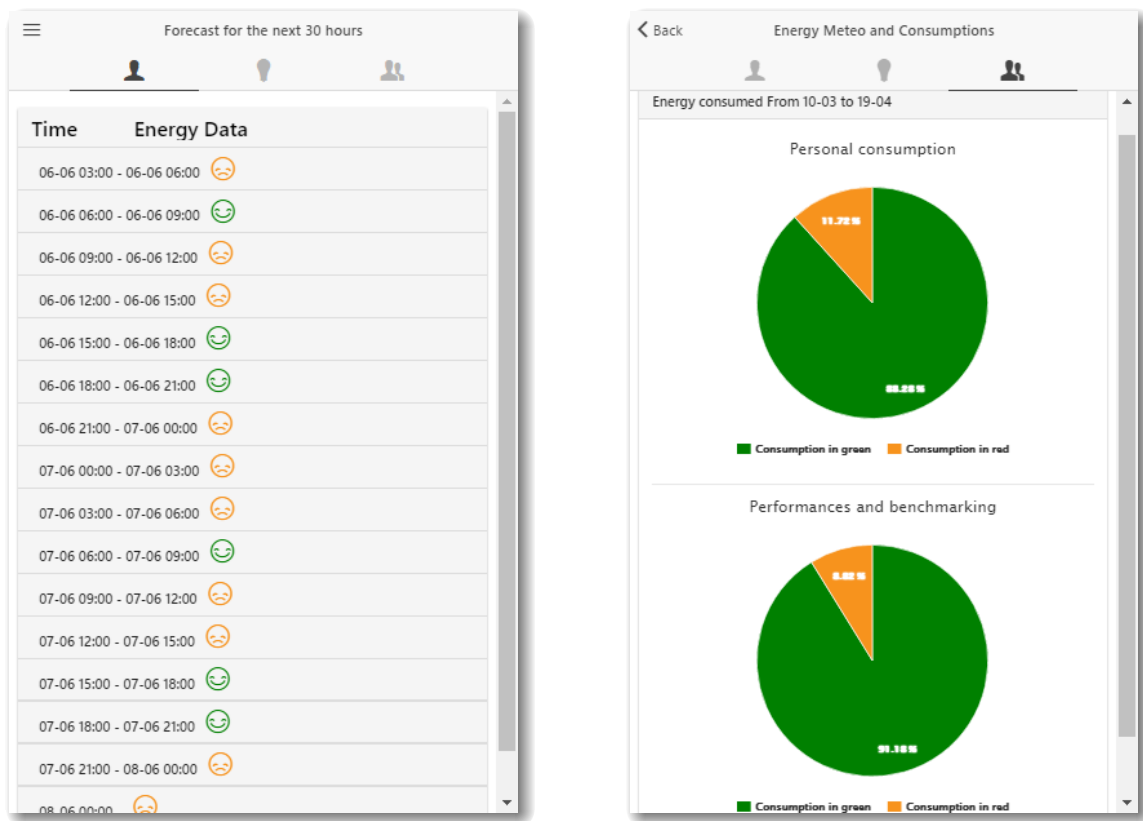 Forecast for the next 30 hours
Time Energy Data
06-06 03:00 - 06-06 06:00
06-06 06:00 - 06-06 09:00
06-06 09:00 - 06-06 12:00
06-06 12:00 - 06-06 15:00
06-06 15:00 - 06-06 18:00
06-06 18:00 - 06-06 21:00
06-06 21:00 - 07-06 00:00
07-06 00:00 - 07-06 03:00
07-06 03:00 - 07-06 06:00
07-06 06:00 - 07-06 09:00
07-06 09:00 - 07-06 12:00
07-06 12:00 - 07-06 15:00
07-06 15:00 - 07-06 18:00
07-06 18:00 - 07-06 21:00
07-06 21:00 - 08-06 00:00
08-06 00:00
Back
Energy Meteo and Consumptions
Energy consumed From 10-03 to 19-04
Personal consumption
11.72%
88.28%
Consumption in green Consumption in red
Performances and benchmarking
91.18%
Consumption in green Consumption in red